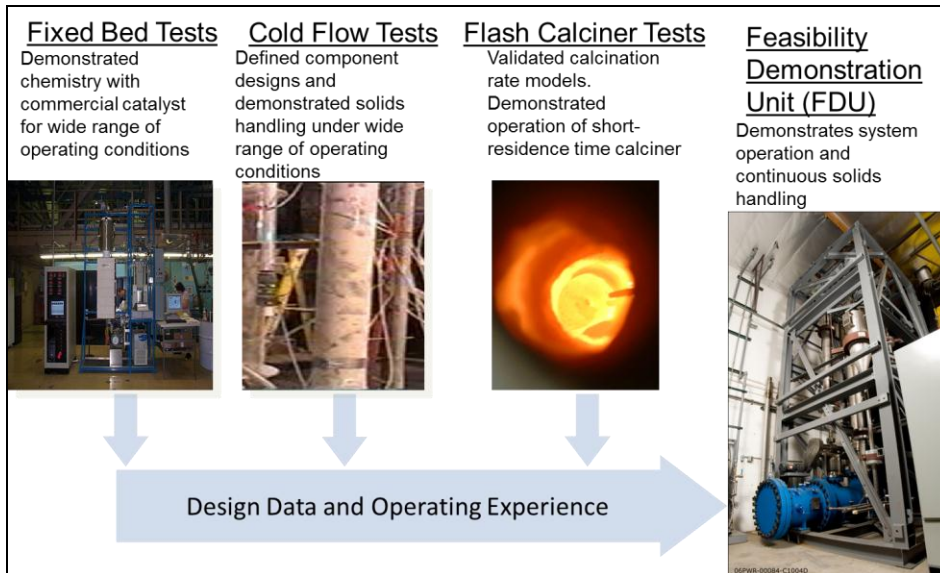 Fixed Bed Tests
Demonstrated
chemistry with
commercial catalyst
for wide range of
operating conditions
Cold Flow Tests
Defined component
designs and
demonstrated solids
handling under wide
range of operating
conditions
Flash Calciner Tests
Validated calcination
rate models.
Demonstrated
operation of short-
residence time calciner
Feasibility
Demonstration
Unit (FDU)
Demonstrates system
operation and
continuous solids
handling
Design Data and Operating Experience
06PWR-00084-C1004D